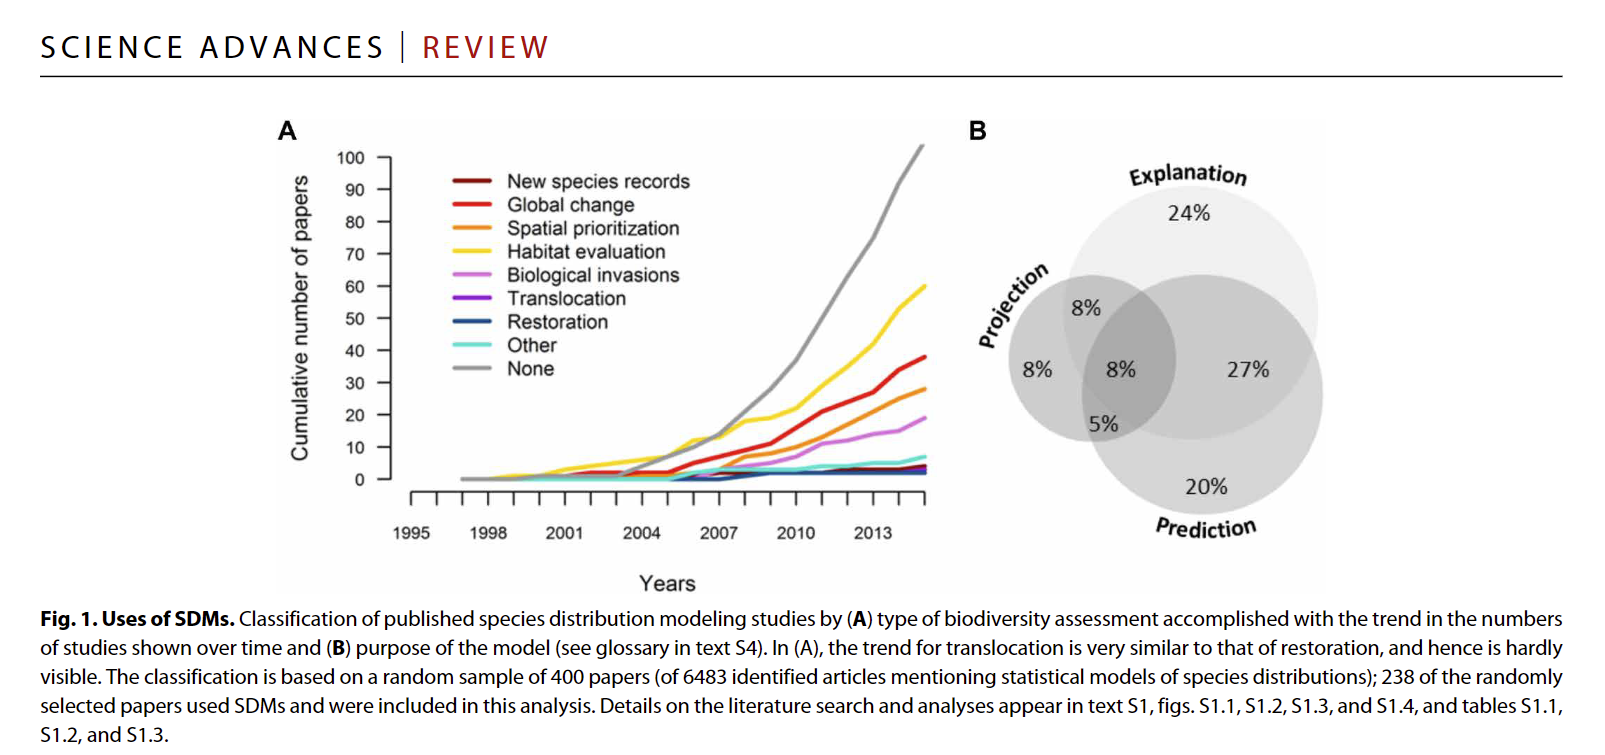 SCIENCE ADVANCES | REVIEW
A
B
Cumulative number of papers
100
90
80
70
60
50
40
30
20
10
0
New species records
Global change
Spatial prioritization
Habitat evaluation
Biological invasions
Translocation
Restoration
Other
None
1995 1998 2001 2004 2007 2010 2013
Years
Explanation
24%
Projection
8%
8% 8% 27%
5%
20%
Prediction
Fig. 1. Uses of SDMs. Classification of published species distribution modeling studies by (A) type of biodiversity assessment accomplished with the trend in the numbers
of studies shown over time and (B) purpose of the model (see glossary in text S4). In (A), the trend for translocation is very similar to that of restoration, and hence is hardly
visible. The classification is based on a random sample of 400 papers (of 6483 identified articles mentioning statistical models of species distributions); 238 of the randomly
selected papers used SDMs and were included in this analysis. Details on the literature search and analyses appear in text S1, figs. S1.1, S1.2, S1.3, and S1.4, and tables S1.1,
S1.2, and S1.3.